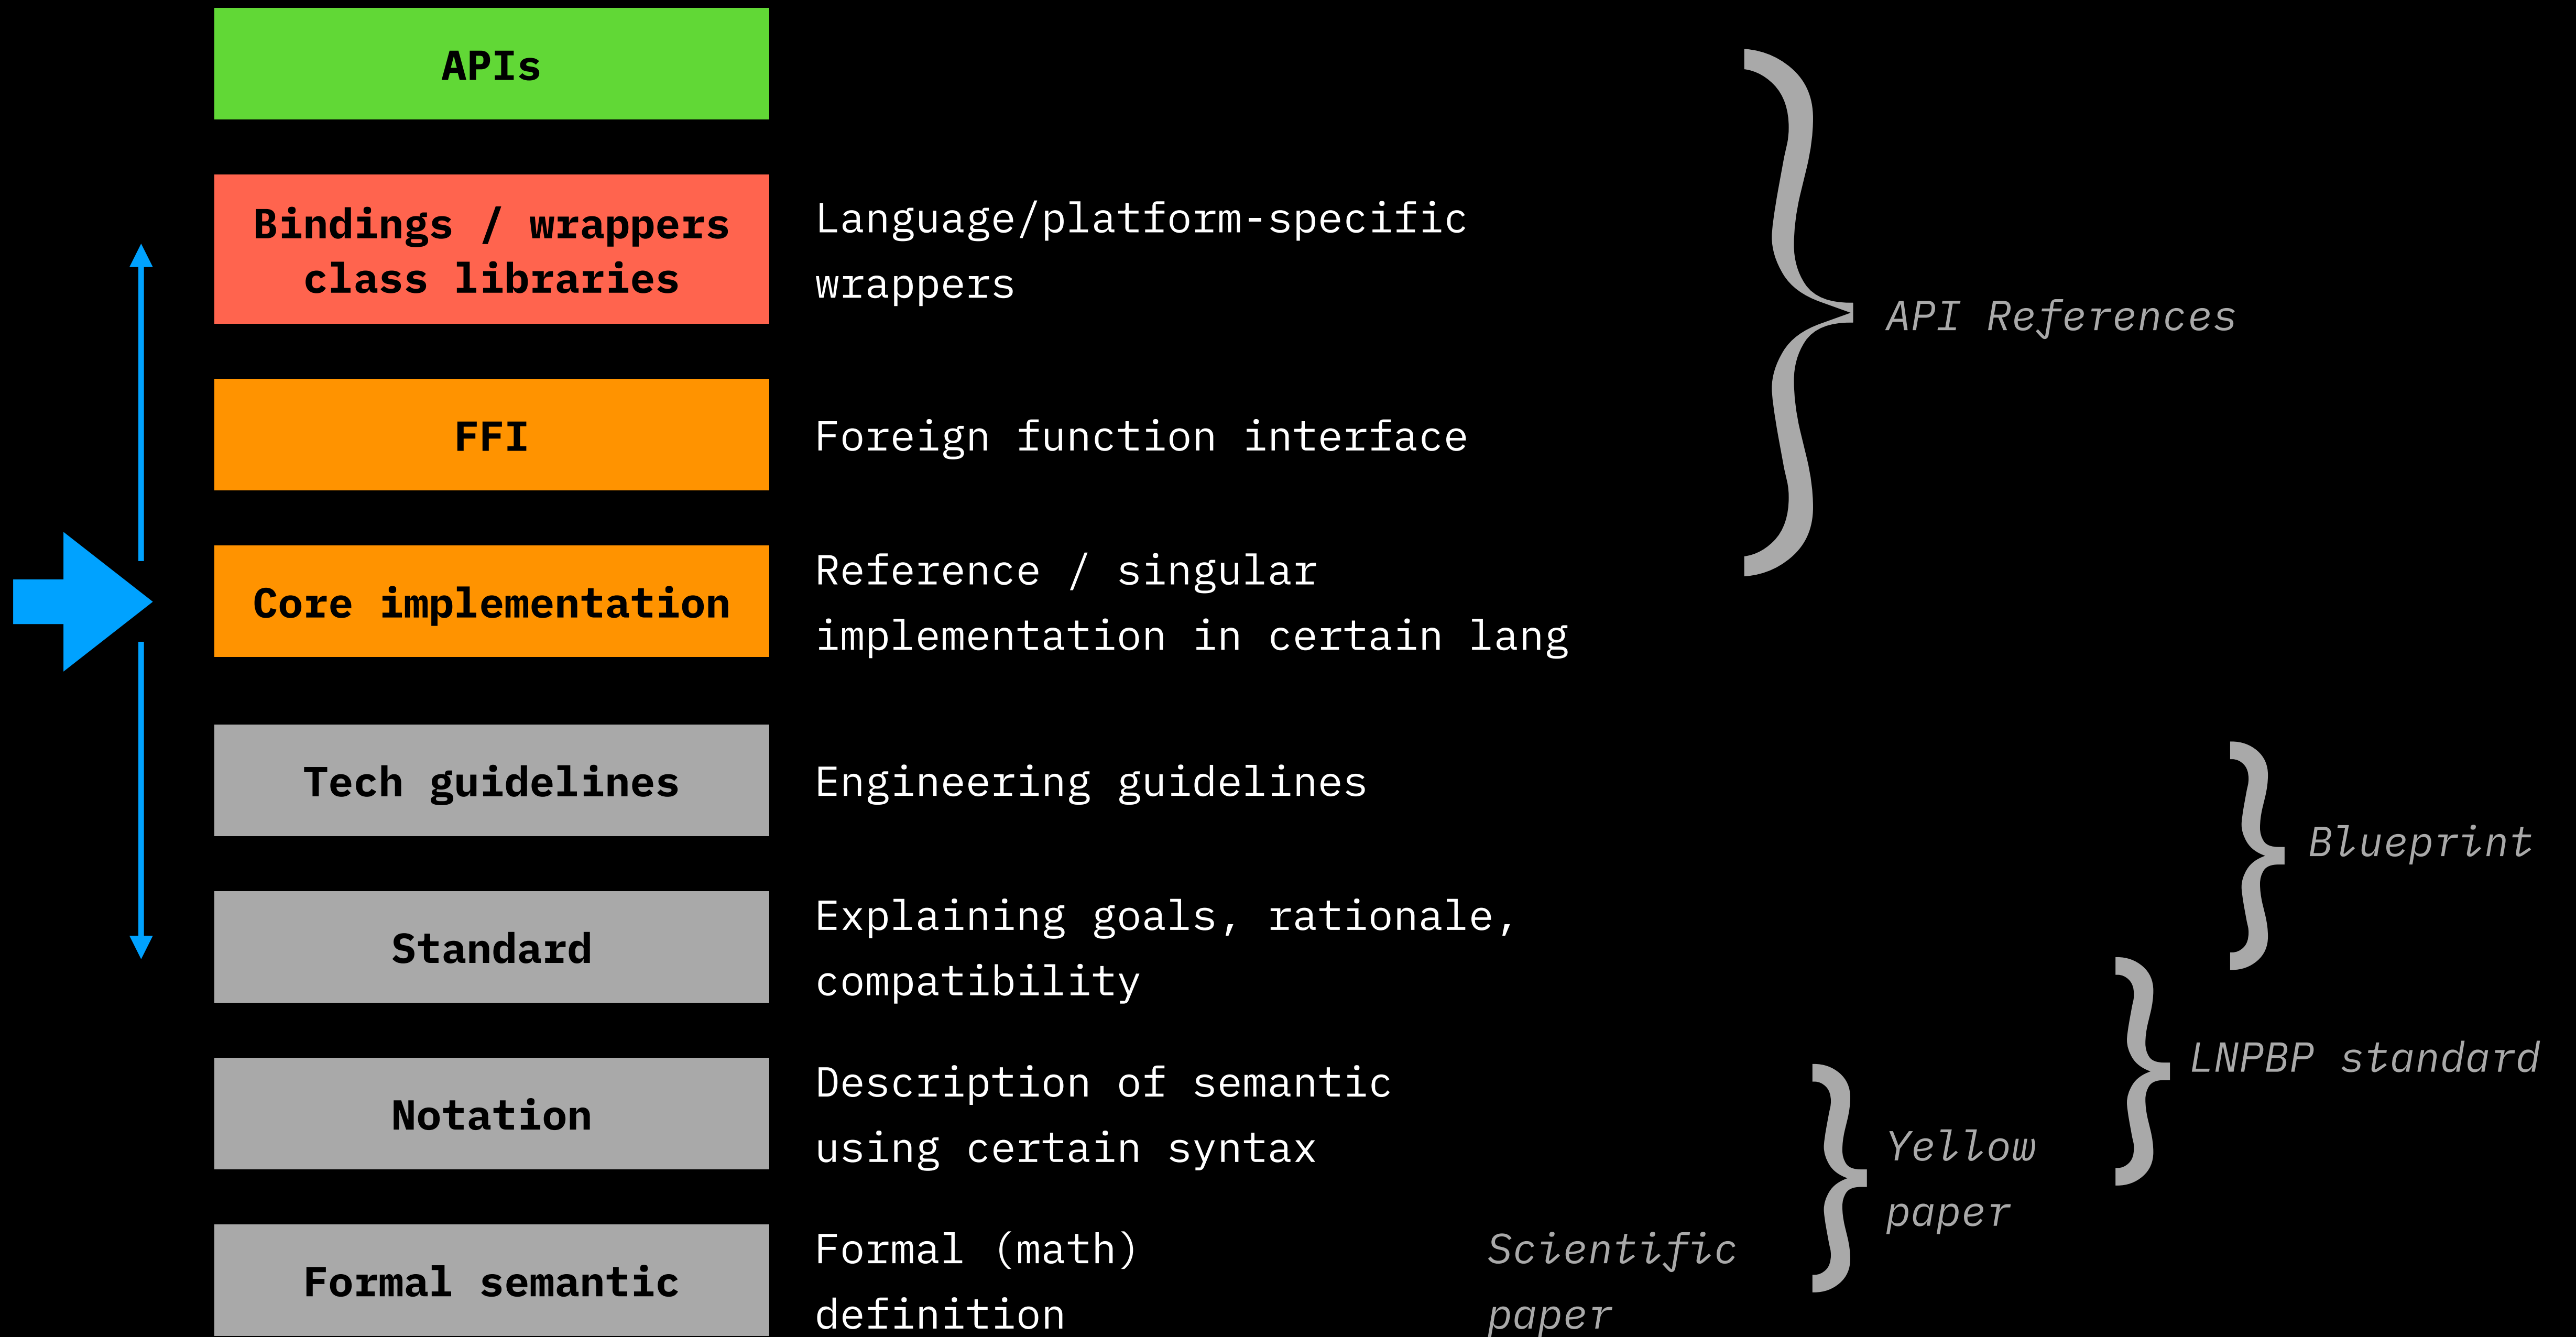 APIs
Bindings / wrappers
class libraries
Language/platform-specific
wrappers
API References
FFI
Foreign function interface
Core implementation
Reference / singular
implementation in certain lang
Tech guidelines
Engineering guidelines
Blueprint
Standard
Explaining goals, rationale,
compatibility
LNPBP standard
Notation
Description of semantic
using certain syntax
Yellow
paper
Formal semantic
Formal (math)
definition
Scientific
paper